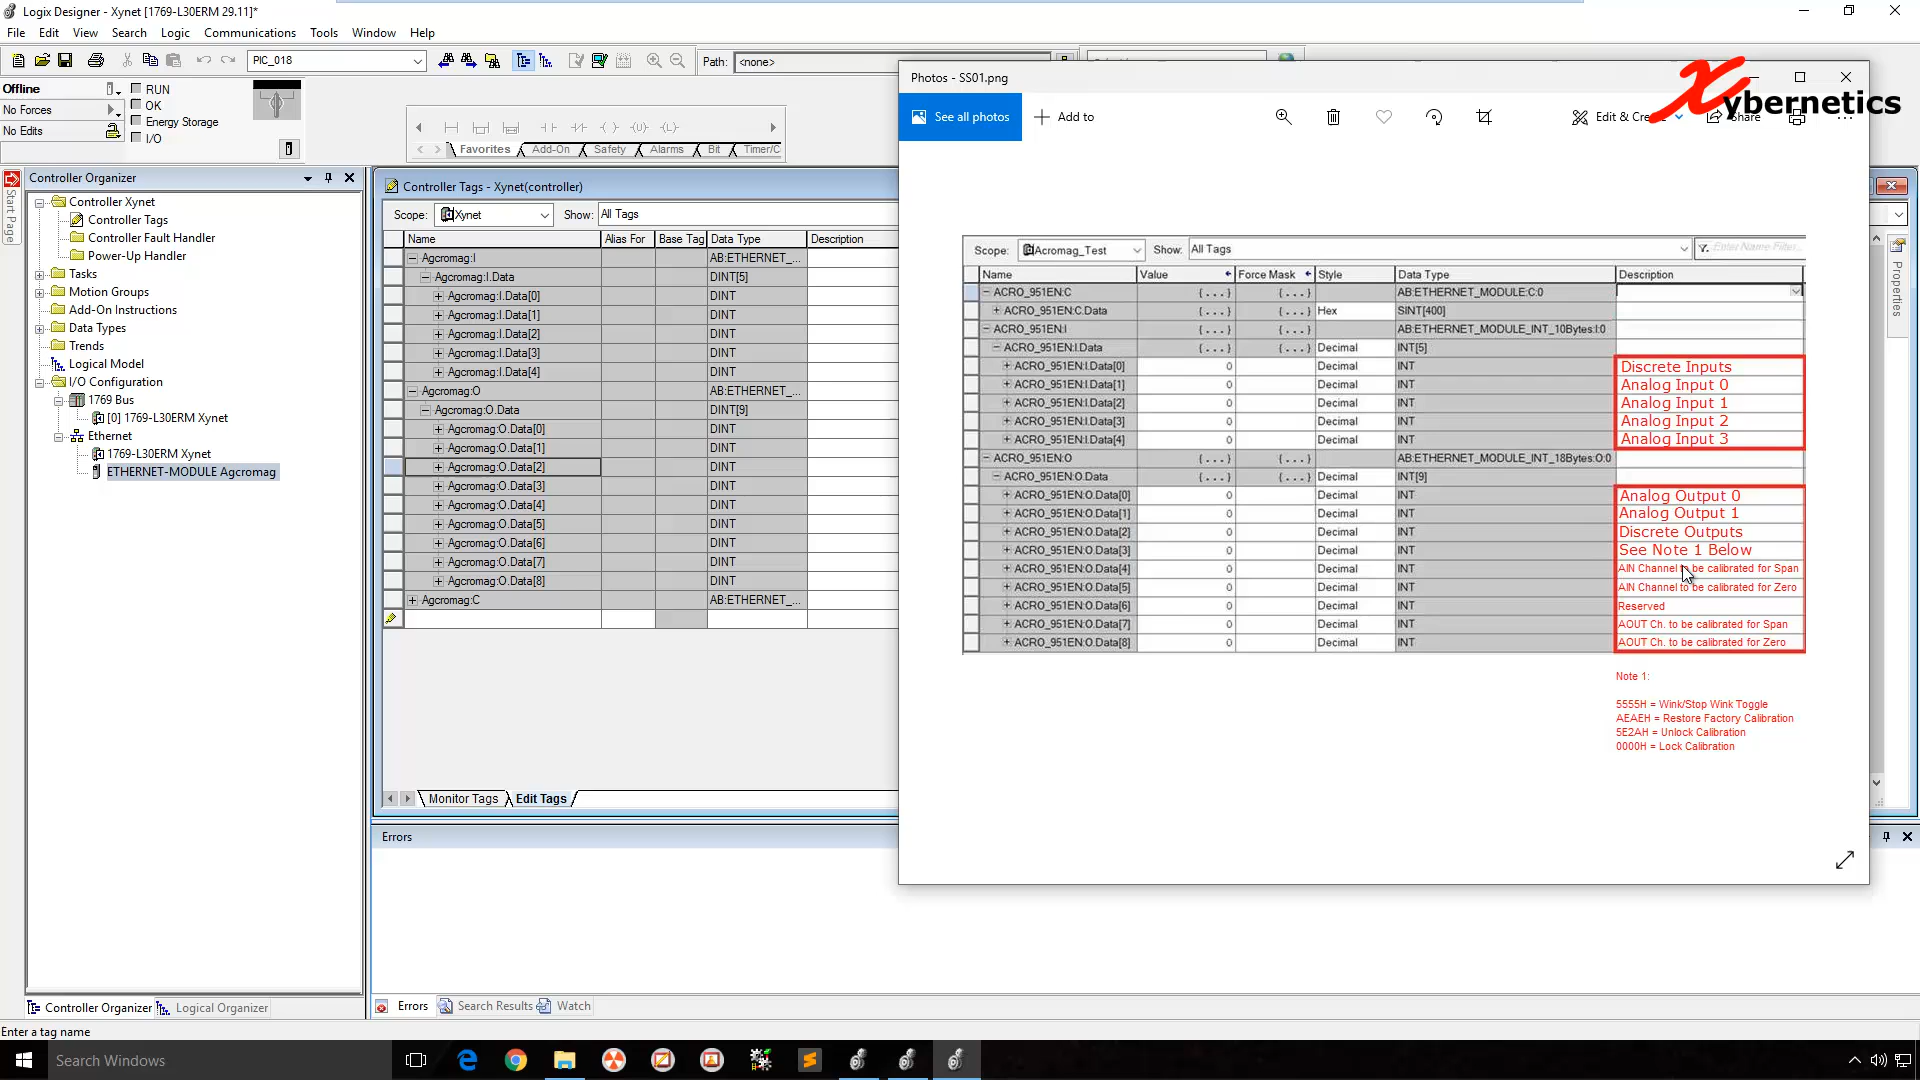 Logix Designer - Xynet [1769-L30ERM 29.11]*
File Edit View Search Logic Communications Tools Window Help
PIC_018
Path: <none>
Offline
RUN
No Forces
OK
Energy Storage
No Edits
I/O
Favorites Add-On Safety Alarms Bit Timer/C
Start Page
Controller Organizer
Controller Xynet
Controller Tags
Controller Fault Handler
Power-Up Handler
Tasks
Motion Groups
Add-On Instructions
Data Types
Trends
Logical Model
I/O Configuration
1769 Bus
[0] 1769-L30ERM Xynet
Ethernet
1769-L30ERM Xynet
ETHERNET-MODULE Agcromag
Controller Organizer Logical Organizer
Enter a tag name
Controller Tags - Xynet(controller)
Scope: Xynet Show: All Tags
Name Alias For Base Tag Data Type Description
Agcromag:I AB:ETHERNET_...
Agcromag:I.Data DINT[5]
Agcromag:I.Data[0] DINT
Agcromag:I.Data[1] DINT
Agcromag:I.Data[2] DINT
Agcromag:I.Data[3] DINT
Agcromag:I.Data[4] DINT
Agcromag:O AB:ETHERNET_...
Agcromag:O.Data DINT[9]
Agcromag:O.Data[0] DINT
Agcromag:O.Data[1] DINT
Agcromag:O.Data[2] DINT
Agcromag:O.Data[3] DINT
Agcromag:O.Data[4] DINT
Agcromag:O.Data[5] DINT
Agcromag:O.Data[6] DINT
Agcromag:O.Data[7] DINT
Agcromag:O.Data[8] DINT
Agcromag:C AB:ETHERNET_...
Monitor Tags Edit Tags
Errors
Errors Search Results Watch
Properties
Photos - SS01.png
Xybernetics
See all photos Add to Edit & Cre Share
Scope: Acromag_Test Show: All Tags Enter Name Filter...
Name Value Force Mask Style Data Type Description
ACRO_951EN:C {...} {...} AB:ETHERNET_MODULE:C:0
ACRO_951EN:C.Data {...} {...} Hex SINT[400]
ACRO_951EN:I {...} {...} AB:ETHERNET_MODULE_INT_10Bytes:I:0
ACRO_951EN:I.Data {...} {...} Decimal INT[5]
ACRO_951EN:I.Data[0] 0 Decimal INT Discrete Inputs
ACRO_951EN:I.Data[1] 0 Decimal INT Analog Input 0
ACRO_951EN:I.Data[2] 0 Decimal INT Analog Input 1
ACRO_951EN:I.Data[3] 0 Decimal INT Analog Input 2
ACRO_951EN:I.Data[4] 0 Decimal INT Analog Input 3
ACRO_951EN:O {...} {...} AB:ETHERNET_MODULE_INT_18Bytes:O:0
ACRO_951EN:O.Data {...} {...} Decimal INT[9]
ACRO_951EN:O.Data[0] 0 Decimal INT Analog Output 0
ACRO_951EN:O.Data[1] 0 Decimal INT Analog Output 1
ACRO_951EN:O.Data[2] 0 Decimal INT Discrete Outputs
ACRO_951EN:O.Data[3] 0 Decimal INT See Note 1 Below
ACRO_951EN:O.Data[4] 0 Decimal INT AIN Channel to be calibrated for Span
ACRO_951EN:O.Data[5] 0 Decimal INT AIN Channel to be calibrated for Zero
ACRO_951EN:O.Data[6] 0 Decimal INT Reserved
ACRO_951EN:O.Data[7] 0 Decimal INT AOUT Ch. to be calibrated for Span
ACRO_951EN:O.Data[8] 0 Decimal INT AOUT Ch. to be calibrated for Zero
Note 1:
5555H = Wink/Stop Wink Toggle
AEAEH = Restore Factory Calibration
5E2AH = Unlock Calibration
0000H = Lock Calibration
Search Windows